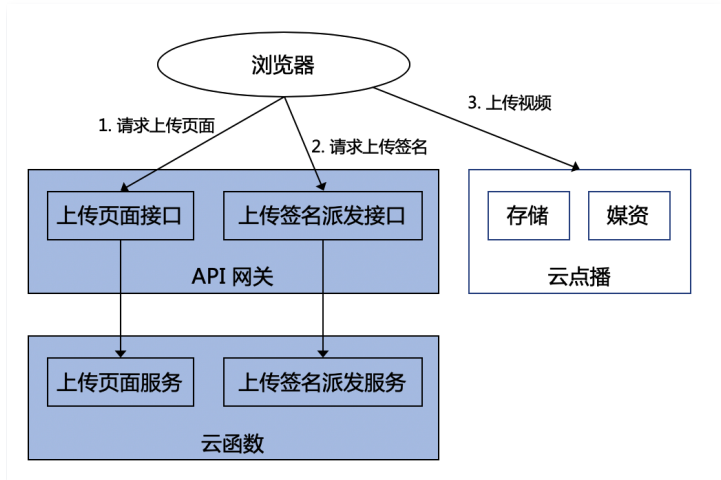 浏览器
3. 上传视频
1. 请求上传页面
2. 请求上传签名
上传页面接口
上传签名派发接口
存储
媒资
API 网关
云点播
上传页面服务
上传签名派发服务
云函数